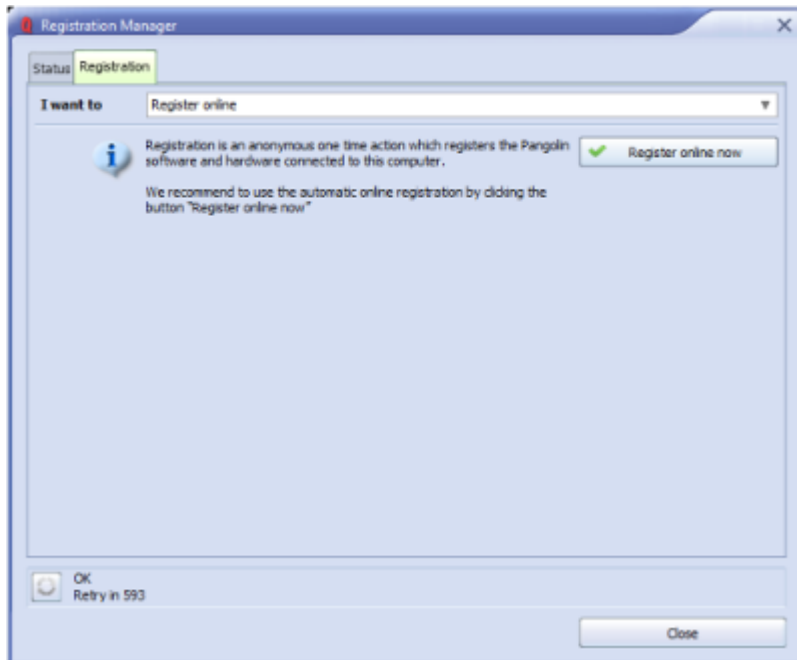 Registration Manager
Status Registration
I want to Register online
Registration is an anonymous one time action which registers the Pangolin
software and hardware connected to this computer.
Register online now
We recommend to use the automatic online registration by clicking the
button "Register online now"
OK
Retry in 593
Close